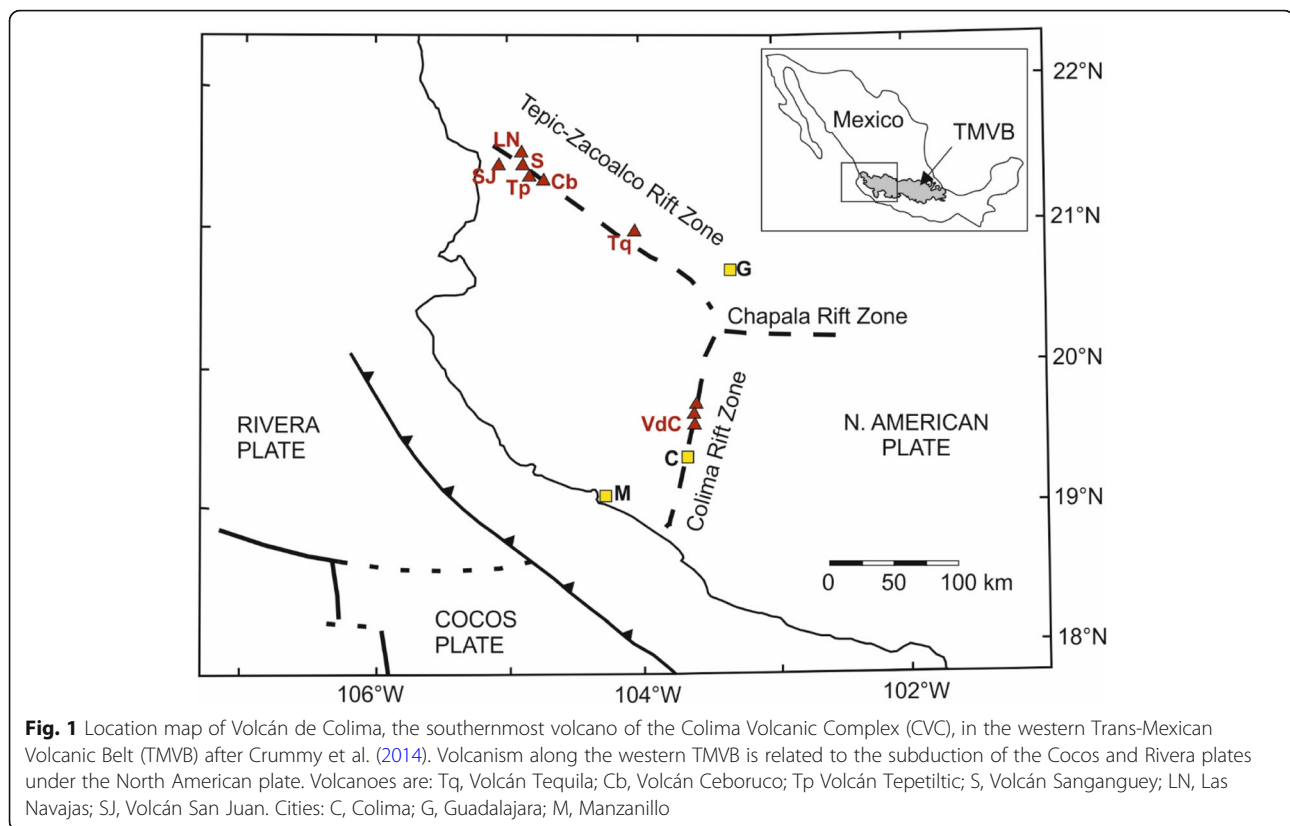 22°N
Mexico
TMVB
Tepic-Zacoalco Rift Zone
LN
S
SJ
Tp
Cb
21°N
Tq
G
Chapala Rift Zone
20°N
VdC
Colima Rift Zone
RIVERA
PLATE
N. AMERICAN
PLATE
C
M
19°N
0 50 100 km
COCOS
PLATE
18°N
106°W 104°W 102°W
Fig. 1 Location map of Volcán de Colima, the southernmost volcano of the Colima Volcanic Complex (CVC), in the western Trans-Mexican
Volcanic Belt (TMVB) after Crummy et al. (2014). Volcanism along the western TMVB is related to the subduction of the Cocos and Rivera plates
under the North American plate. Volcanoes are: Tq, Volcán Tequila; Cb, Volcán Ceboruco; Tp Volcán Tepetiltic; S, Volcán Sanganguey; LN, Las
Navajas; SJ, Volcán San Juan. Cities: C, Colima; G, Guadalajara; M, Manzanillo